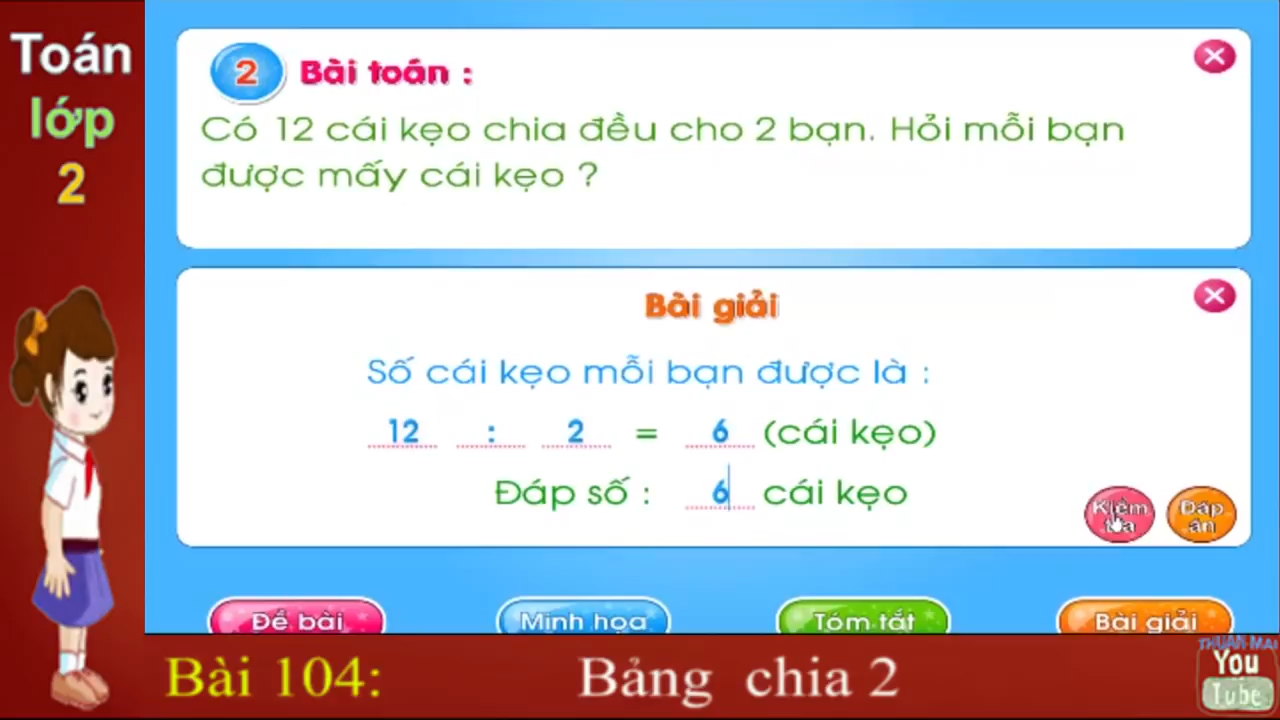 Toán
lớp
2
2 Bài toán :
Có 12 cái kẹo chia đều cho 2 bạn. Hỏi mỗi bạn
được mấy cái kẹo ?
Bài giải
Số cái kẹo mỗi bạn được là :
12 : 2 = 6 (cái kẹo)
Đáp số : 6 cái kẹo
Kiểm
tra
Đáp
án
Đề bài
Minh họa
Tóm tắt
Bài giải
Bài 104: Bảng chia 2
THUAN MAI
You
Tube